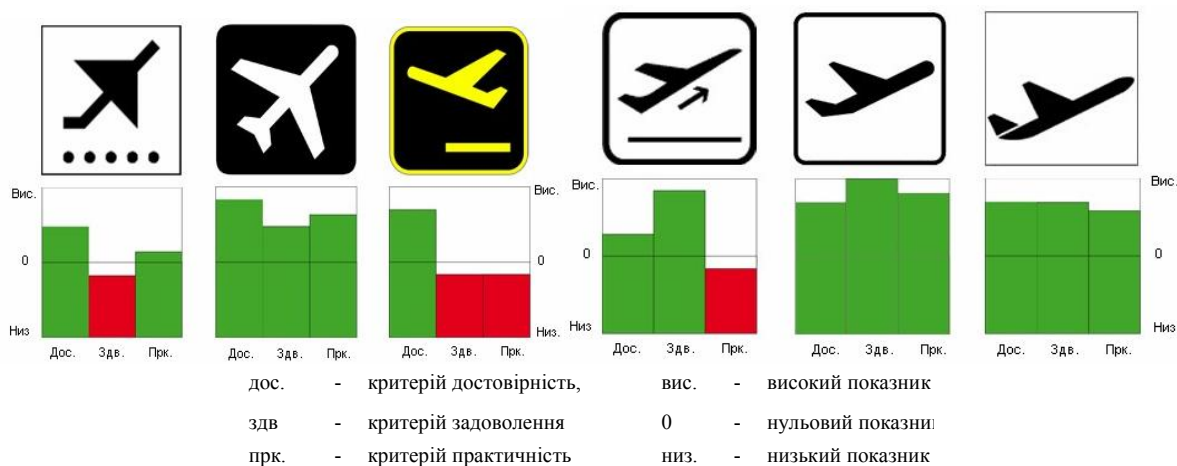 Вис.
0
Низ
Дос. Здв. Прк.
Дос. Здв. Прк.
Вис.
0
Низ.
Дос. Здв. Прк.
Вис.
0
Низ
Дос. Здв. Прк.
Дос. Здв. Прк.
Вис.
0
Низ
Дос. Здв. Прк.
дос. - критерій достовірність, вис. - високий показник
здв - критерій задоволення 0 - нульовий показни
прк. - критерій практичність низ. - низький показник